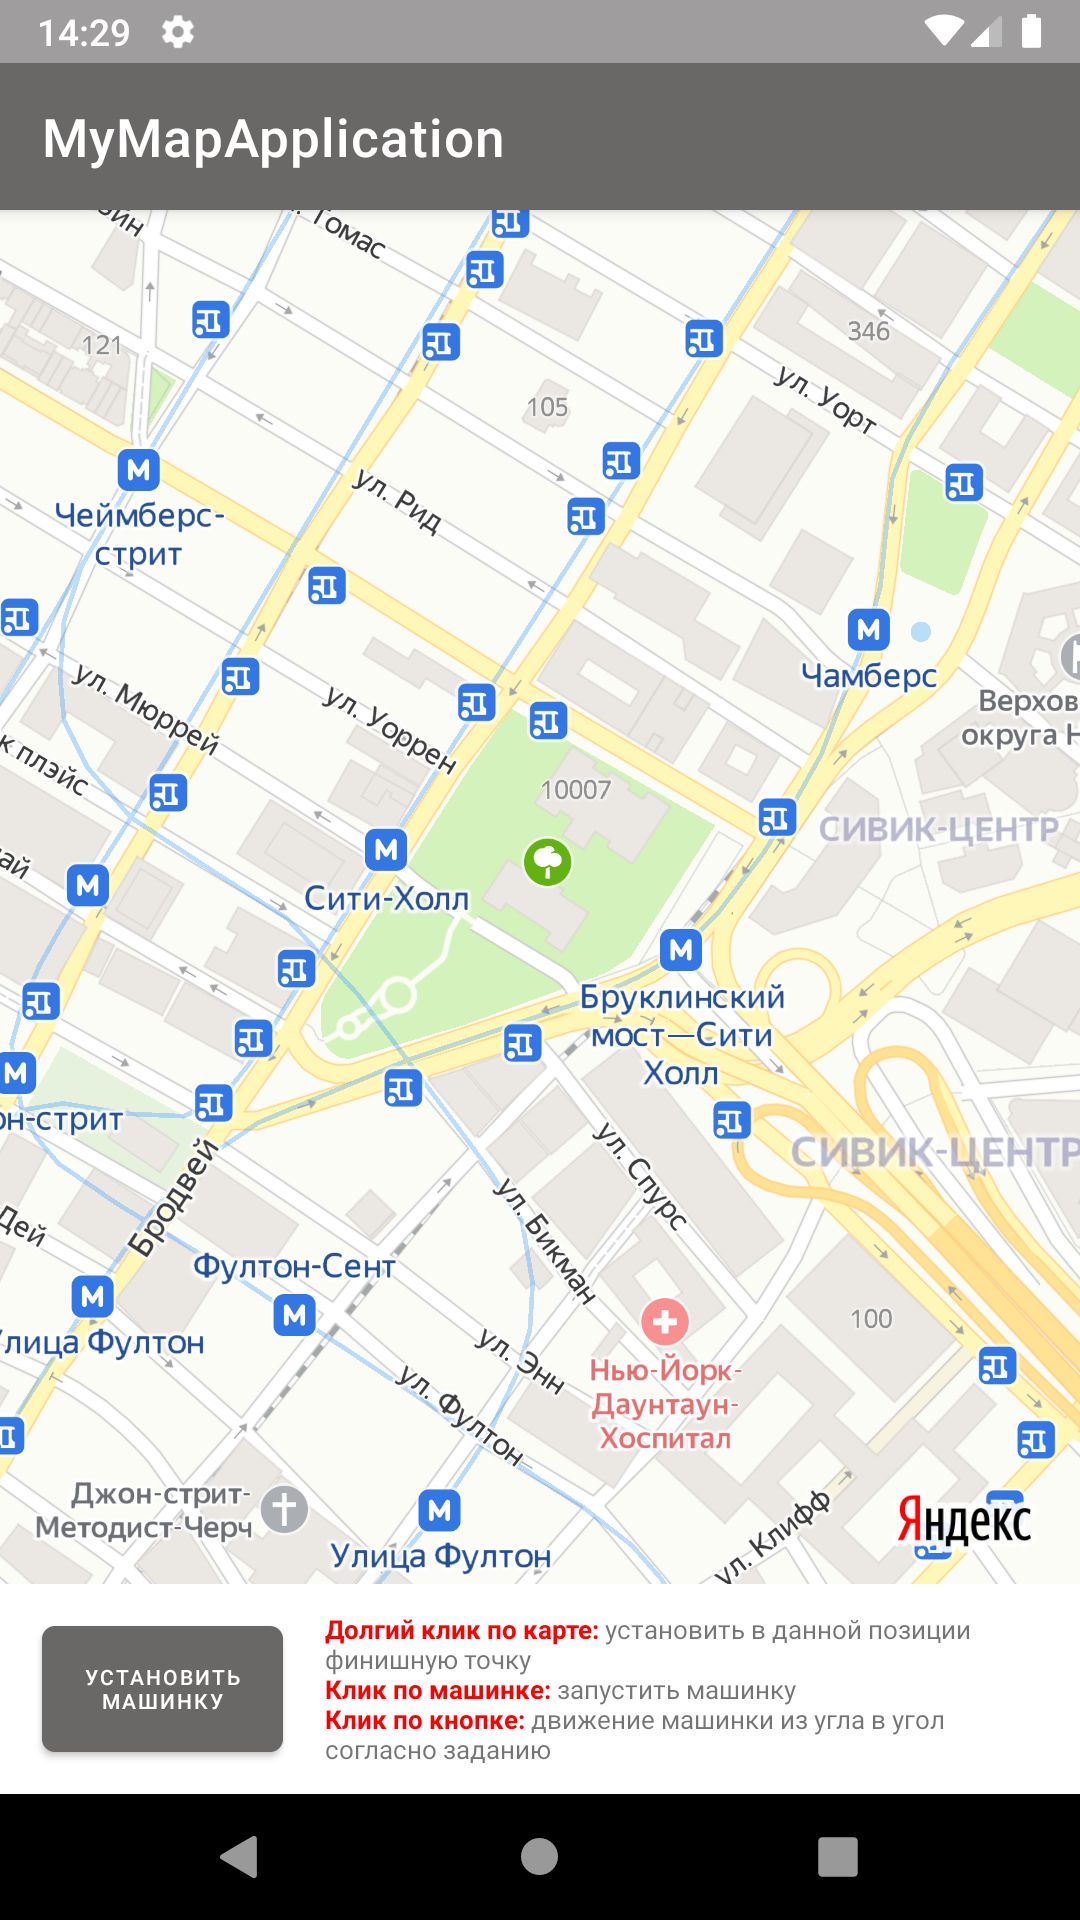 14:29
MyMapApplication
ул. Томас
121
346
105
ул. Уорт
ул. Рид
Чеймберс-
стрит
Чамберс
ул. Мюррей
ул. Уоррен
к плэйс
Верхов
округа Н
10007
СИВИК-ЦЕНТР
Сити-Холл
Бруклинский
мост—Сити
Холл
он-стрит
СИВИК-ЦЕНТР
ул. Спурс
Бродвей
ул. Бикман
Дей
Фултон-Сент
100
Улица Фултон
ул. Энн
ул. Фултон
Нью-Йорк-
Даунтаун-
Хоспитал
Джон-стрит-
Методист-Черч
ул. Клифф
Яндекс
Улица Фултон
УСТАНОВИТЬ
МАШИНКУ
Долгий клик по карте: установить в данной позиции
финишную точку
Клик по машинке: запустить машинку
Клик по кнопке: движение машинки из угла в угол
согласно заданию